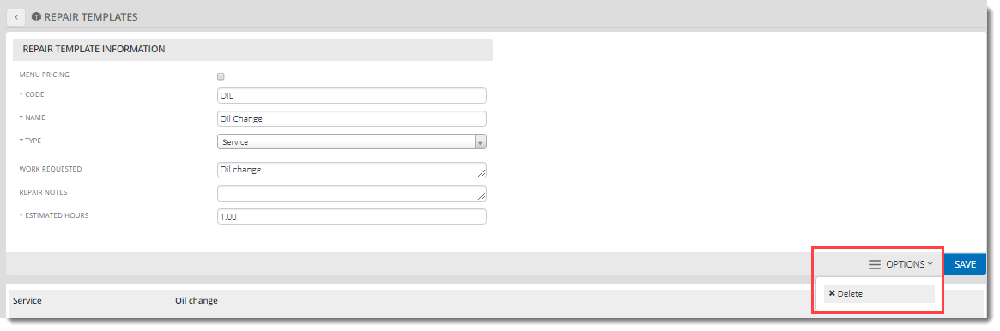 REPAIR TEMPLATES
REPAIR TEMPLATE INFORMATION
MENU PRICING
* CODE OIL
* NAME Oil Change
* TYPE Service
WORK REQUESTED Oil change
REPAIR NOTES
* ESTIMATED HOURS 1.00
OPTIONS SAVE
Delete
Service Oil change